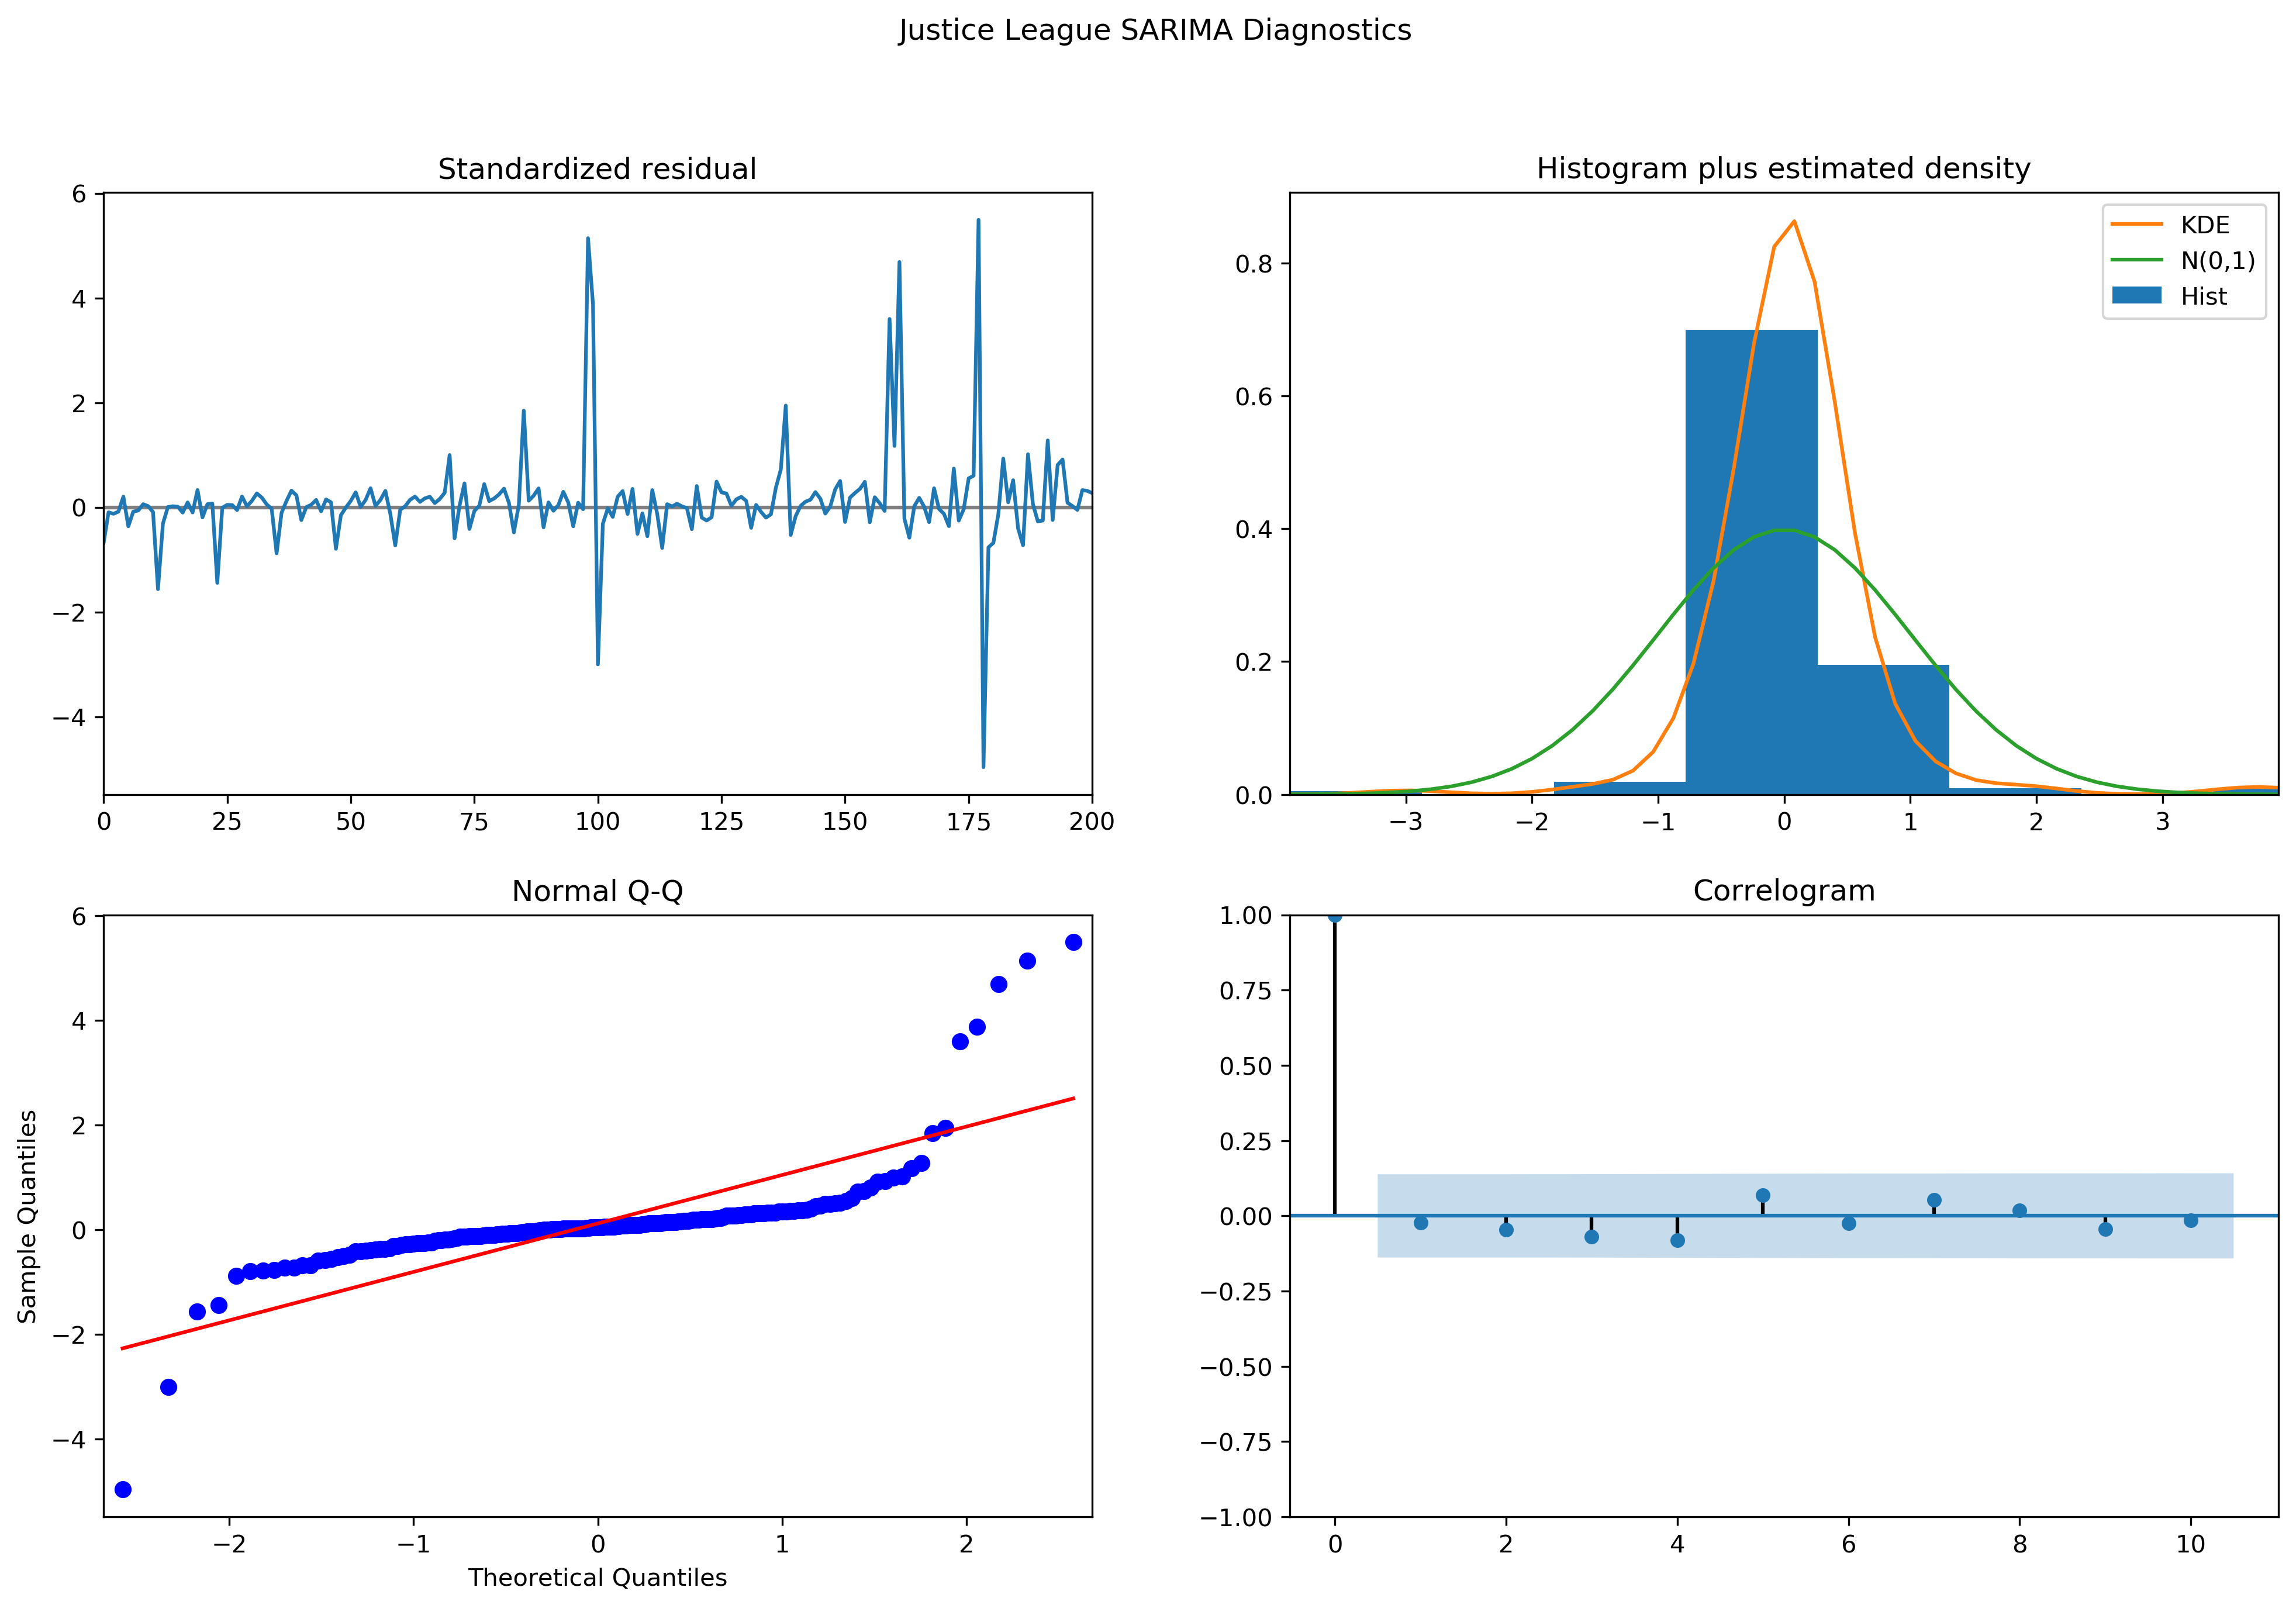 Justice League SARIMA Diagnostics
Standardized residual
6
4
2
0
−2
−4
0 25 50 75 100 125 150 175 200
Histogram plus estimated density
KDE
N(0,1)
Hist
0.8
0.6
0.4
0.2
0.0
−3 −2 −1 0 1 2 3
Normal Q-Q
Sample Quantiles
6
4
2
0
−2
−4
−2 −1 0 1 2
Theoretical Quantiles
Correlogram
1.00
0.75
0.50
0.25
0.00
−0.25
−0.50
−0.75
−1.00
0 2 4 6 8 10